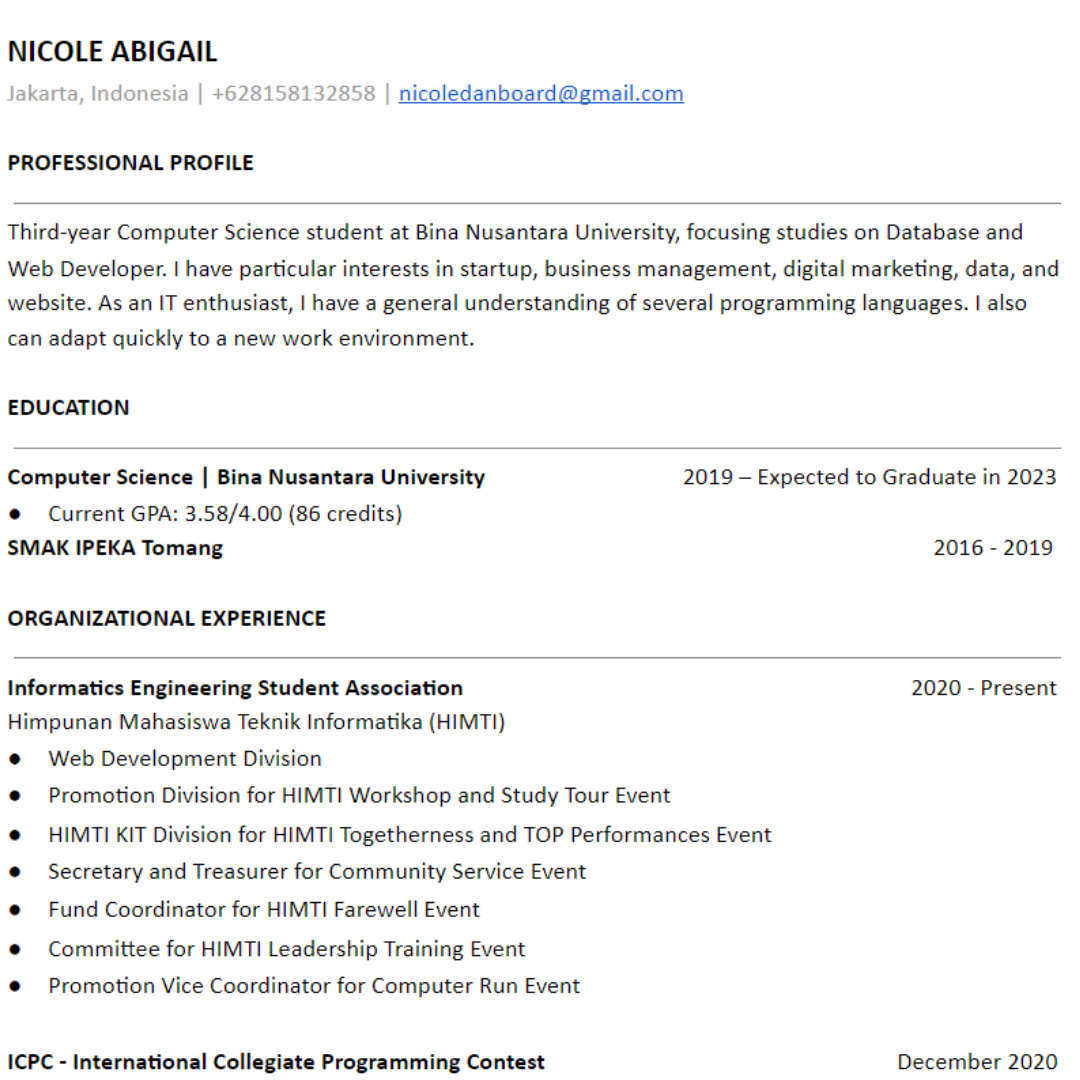 NICOLE ABIGAIL
Jakarta, Indonesia | +628158132858 | nicoledanboard@gmail.com
PROFESSIONAL PROFILE
Third-year Computer Science student at Bina Nusantara University, focusing studies on Database and
Web Developer. I have particular interests in startup, business management, digital marketing, data, and
website. As an IT enthusiast, I have a general understanding of several programming languages. I also
can adapt quickly to a new work environment.
EDUCATION
Computer Science | Bina Nusantara University 2019 – Expected to Graduate in 2023
● Current GPA: 3.58/4.00 (86 credits)
SMAK IPEKA Tomang 2016 - 2019
ORGANIZATIONAL EXPERIENCE
Informatics Engineering Student Association 2020 - Present
Himpunan Mahasiswa Teknik Informatika (HIMTI)
● Web Development Division
● Promotion Division for HIMTI Workshop and Study Tour Event
● HIMTI KIT Division for HIMTI Togetherness and TOP Performances Event
● Secretary and Treasurer for Community Service Event
● Fund Coordinator for HIMTI Farewell Event
● Committee for HIMTI Leadership Training Event
● Promotion Vice Coordinator for Computer Run Event
ICPC - International Collegiate Programming Contest December 2020